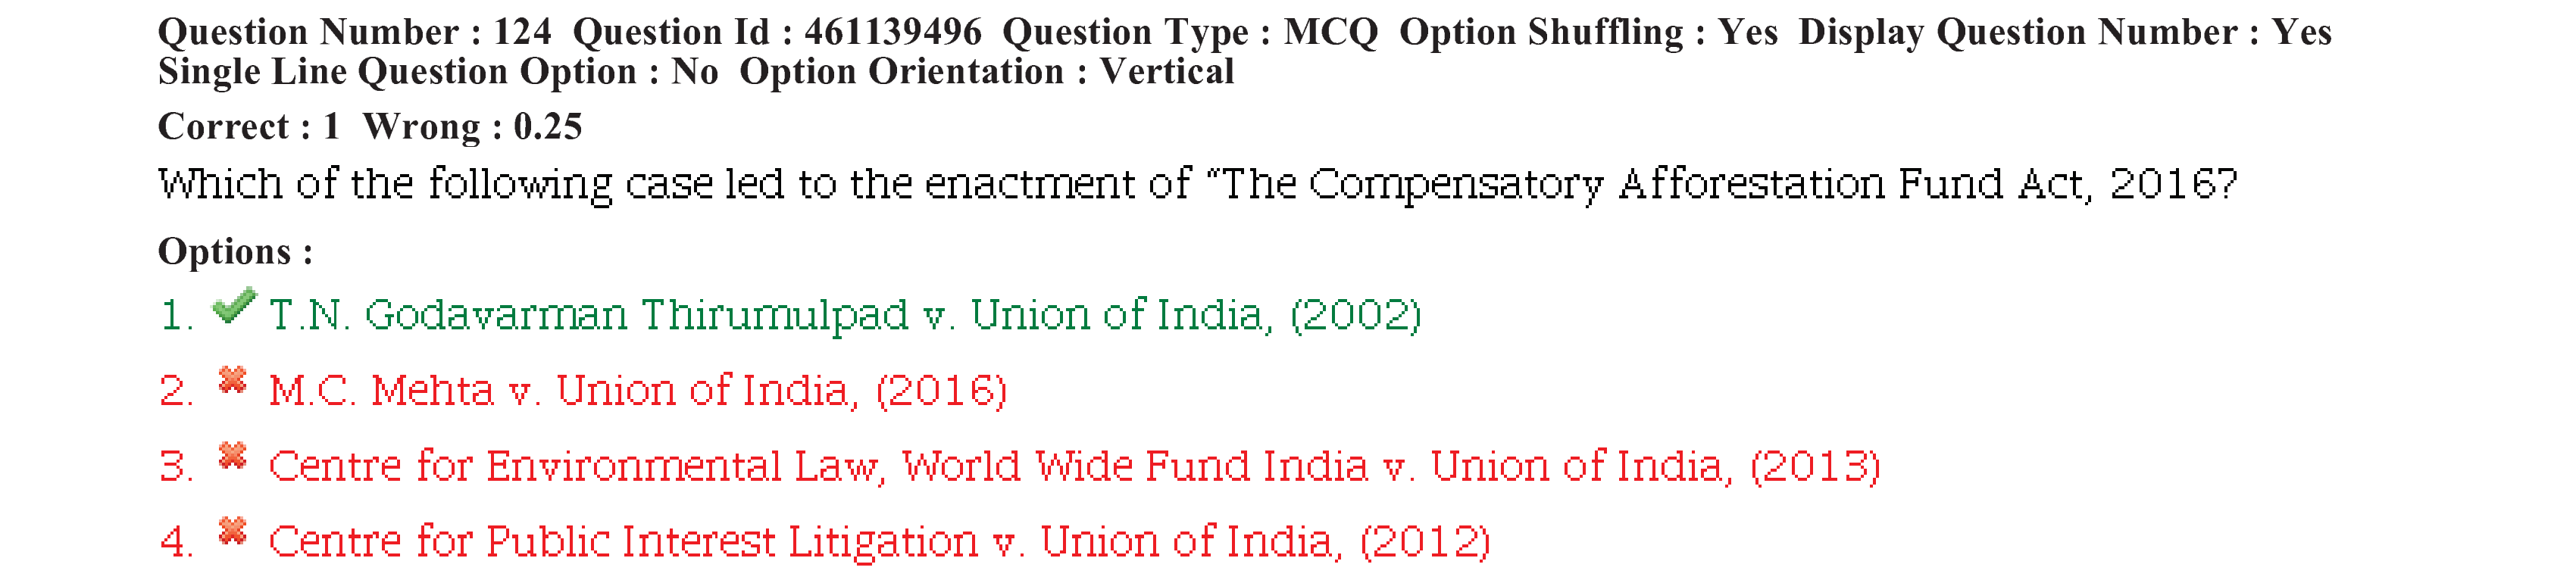 Question Number : 124 Question Id : 461139496 Question Type : MCQ Option Shuffling : Yes Display Question Number : Yes
Single Line Question Option : No Option Orientation : Vertical
Correct : 1 Wrong : 0.25
Which of the following case led to the enactment of “The Compensatory Afforestation Fund Act, 2016?
Options :
1. T.N. Godavarman Thirumulpad v. Union of India, (2002)
2. M.C. Mehta v. Union of India, (2016)
3. Centre for Environmental Law, World Wide Fund India v. Union of India, (2013)
4. Centre for Public Interest Litigation v. Union of India, (2012)